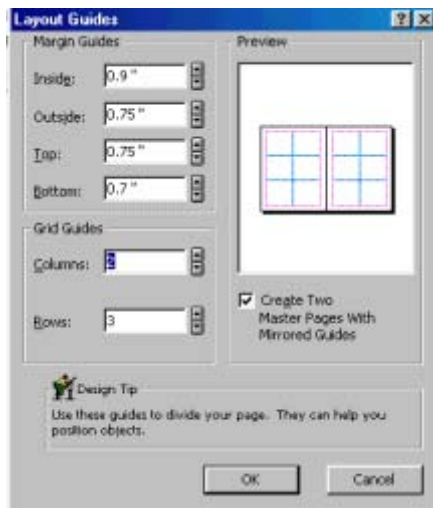 Layout Guides
Margin Guides
Inside: 0.9 "
Outside: 0.75 "
Top: 0.75 "
Bottom: 0.7 "
Grid Guides
Columns: 2
Rows: 3
Preview
Create Two
Master Pages With
Mirrored Guides
Design Tip
Use these guides to divide your page. They can help you
position objects.
OK Cancel